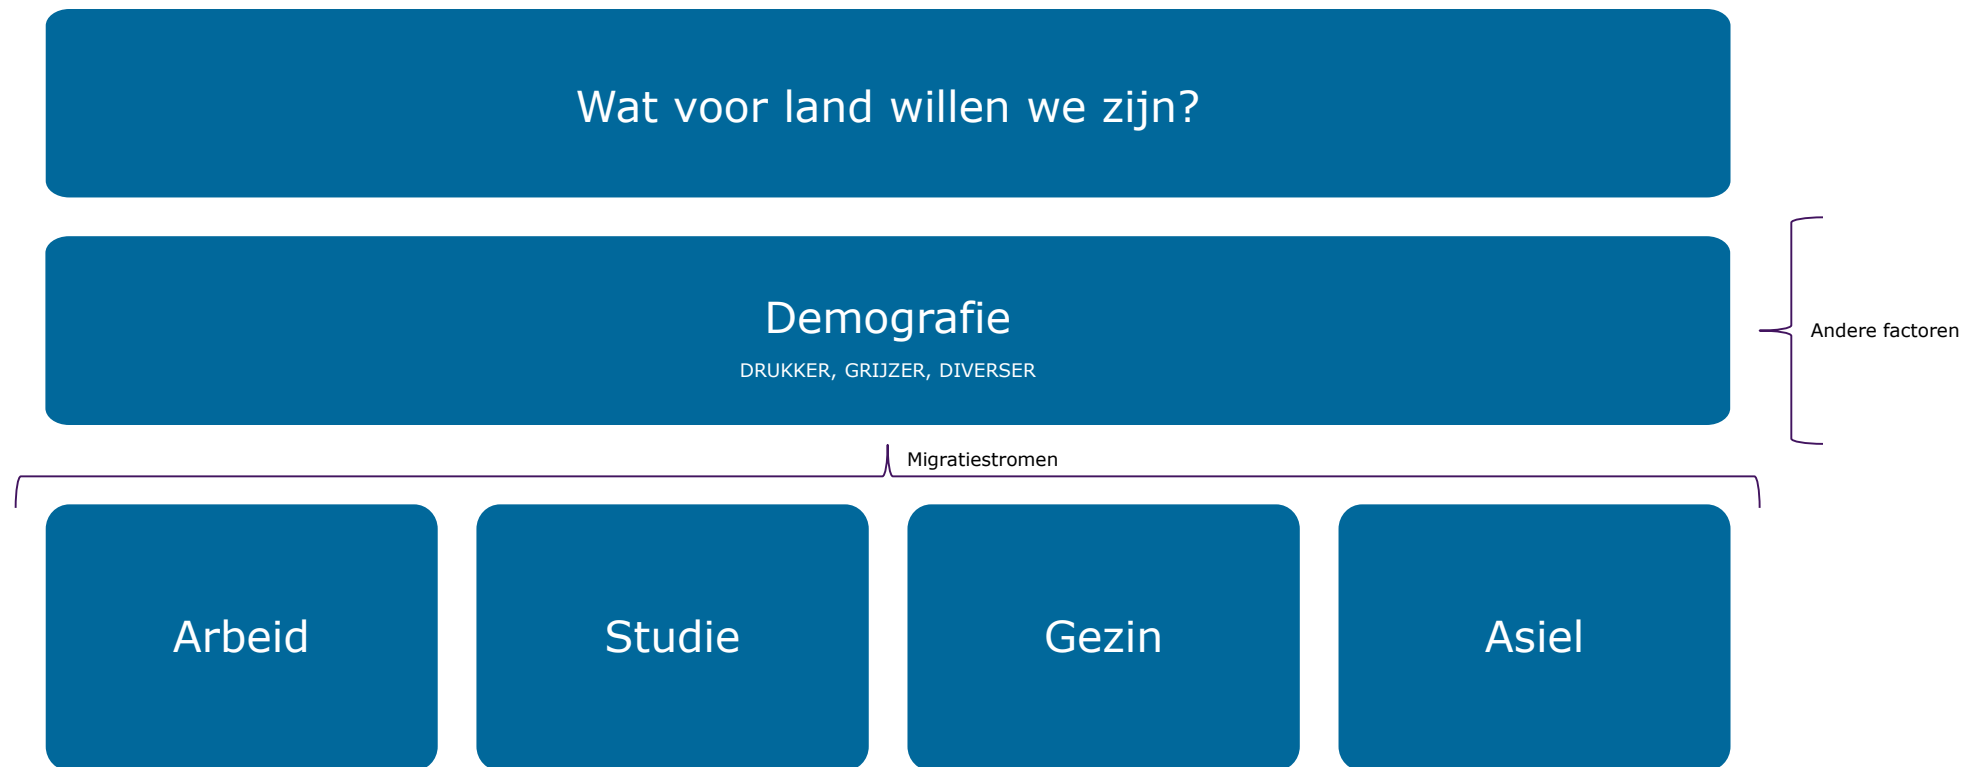 Wat voor land willen we zijn?
Demografie
DRUKKER, GRIJZER, DIVERSER
Andere factoren
Migratiestromen
Arbeid
Studie
Gezin
Asiel